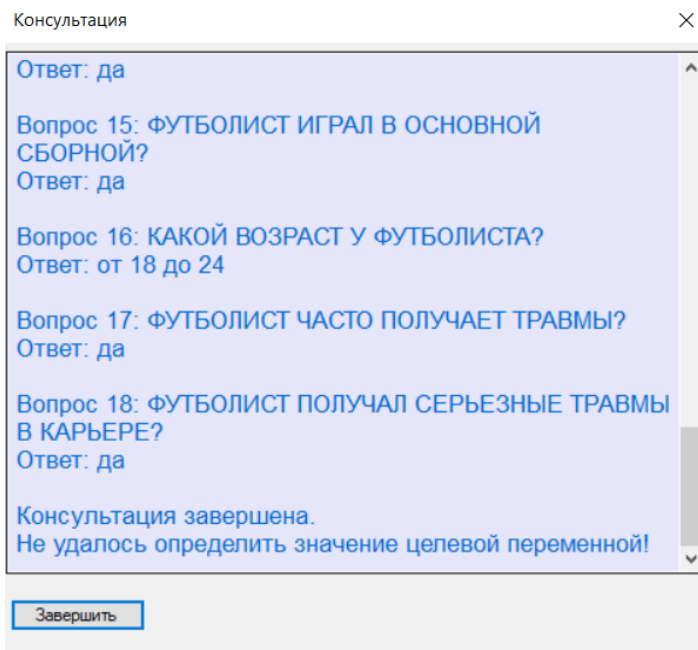 Консультация
Ответ: да
Вопрос 15: ФУТБОЛИСТ ИГРАЛ В ОСНОВНОЙ
СБОРНОЙ?
Ответ: да
Вопрос 16: КАКОЙ ВОЗРАСТ У ФУТБОЛИСТА?
Ответ: от 18 до 24
Вопрос 17: ФУТБОЛИСТ ЧАСТО ПОЛУЧАЕТ ТРАВМЫ?
Ответ: да
Вопрос 18: ФУТБОЛИСТ ПОЛУЧАЛ СЕРЬЕЗНЫЕ ТРАВМЫ
В КАРЬЕРЕ?
Ответ: да
Консультация завершена.
Не удалось определить значение целевой переменной!
Завершить